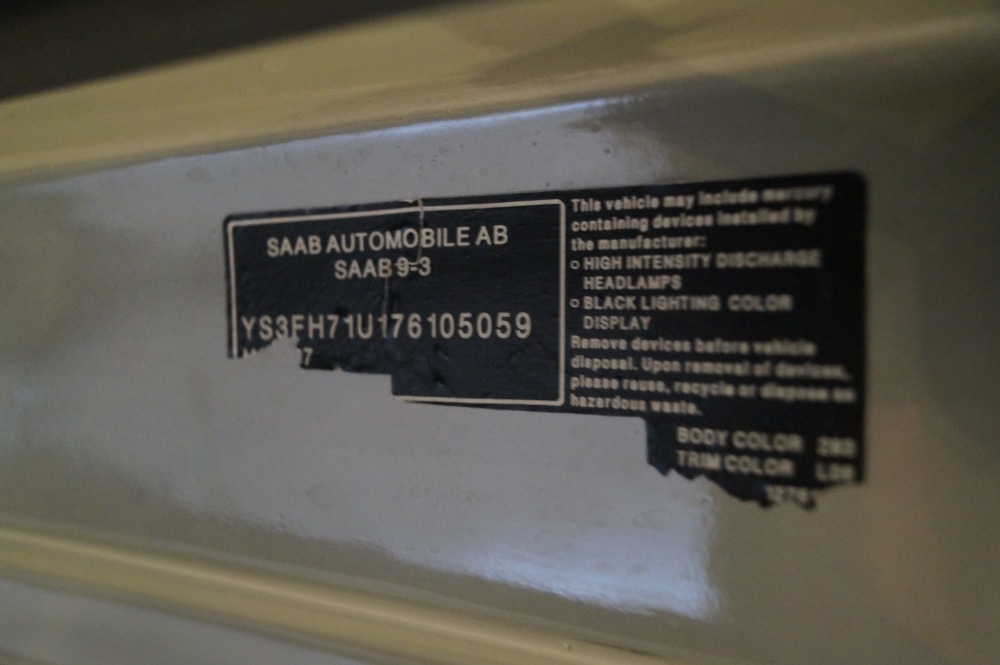 SAAB AUTOMOBILE AB
SAAB 9-3
YS3FH71U176105059
This vehicle may include mercury
containing devices installed by
the manufacturer:
o HIGH INTENSITY DISCHARGE
HEADLAMPS
o BLACK LIGHTING COLOR
DISPLAY
Remove devices before vehicle
disposal. Upon removal of devices,
please reuse, recycle or dispose as
hazardous waste.
BODY COLOR
TRIM COLOR